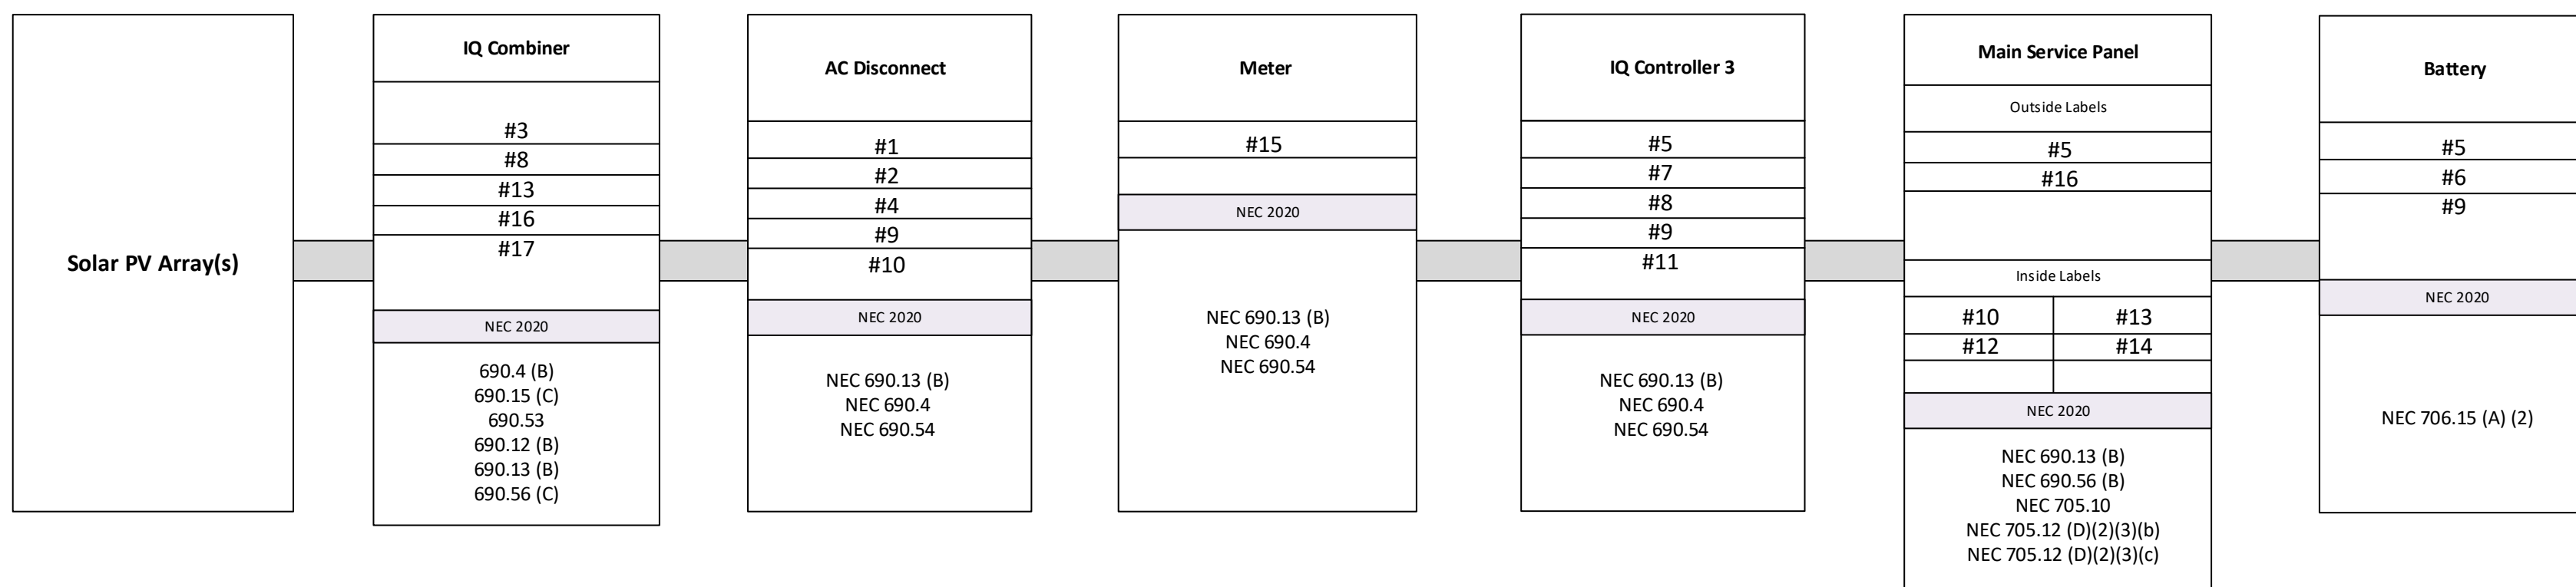 Solar PV Array(s)
IQ Combiner
#3
#8
#13
#16
#17
NEC 2020
690.4 (B)
690.15 (C)
690.53
690.12 (B)
690.13 (B)
690.56 (C)
AC Disconnect
#1
#2
#4
#9
#10
NEC 2020
NEC 690.13 (B)
NEC 690.4
NEC 690.54
Meter
#15
NEC 2020
NEC 690.13 (B)
NEC 690.4
NEC 690.54
IQ Controller 3
#5
#7
#8
#9
#11
NEC 2020
NEC 690.13 (B)
NEC 690.4
NEC 690.54
Main Service Panel
Outside Labels
#5
#16
Inside Labels
#10 #13
#12 #14
NEC 2020
NEC 690.13 (B)
NEC 690.56 (B)
NEC 705.10
NEC 705.12 (D)(2)(3)(b)
NEC 705.12 (D)(2)(3)(c)
Battery
#5
#6
#9
NEC 2020
NEC 706.15 (A) (2)